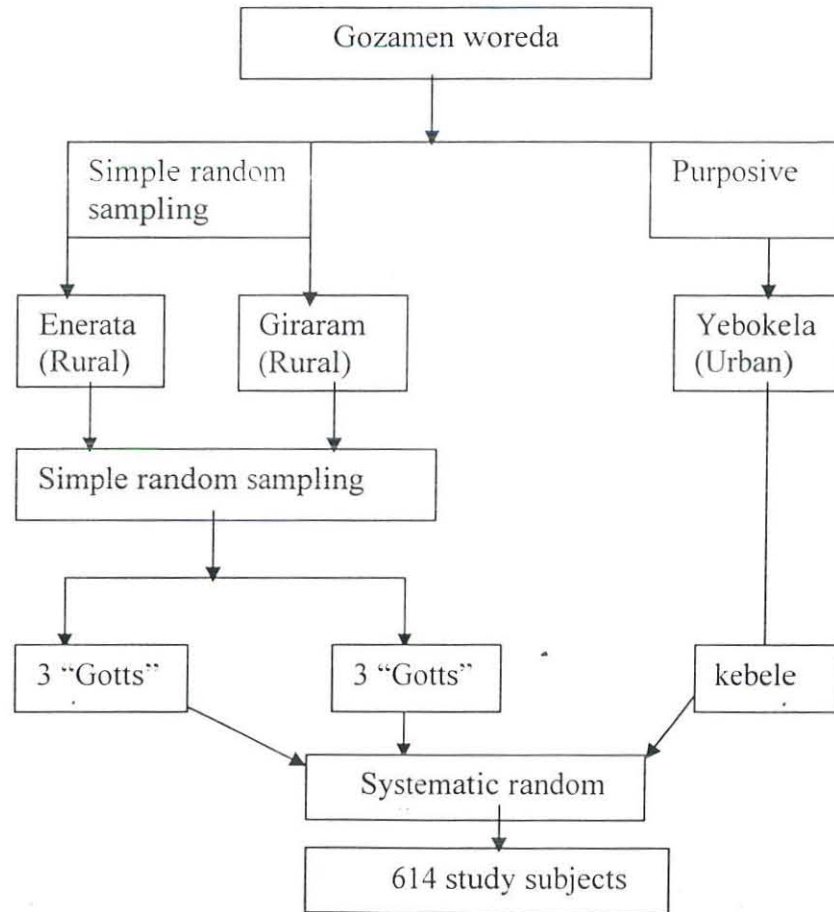 Gozamen woreda
Simple random
sampling
Purposive
Enerata
(Rural)
Giraram
(Rural)
Yebokela
(Urban)
Simple random sampling
3 “Gotts”
3 “Gotts”
kebele
Systematic random
614 study subjects